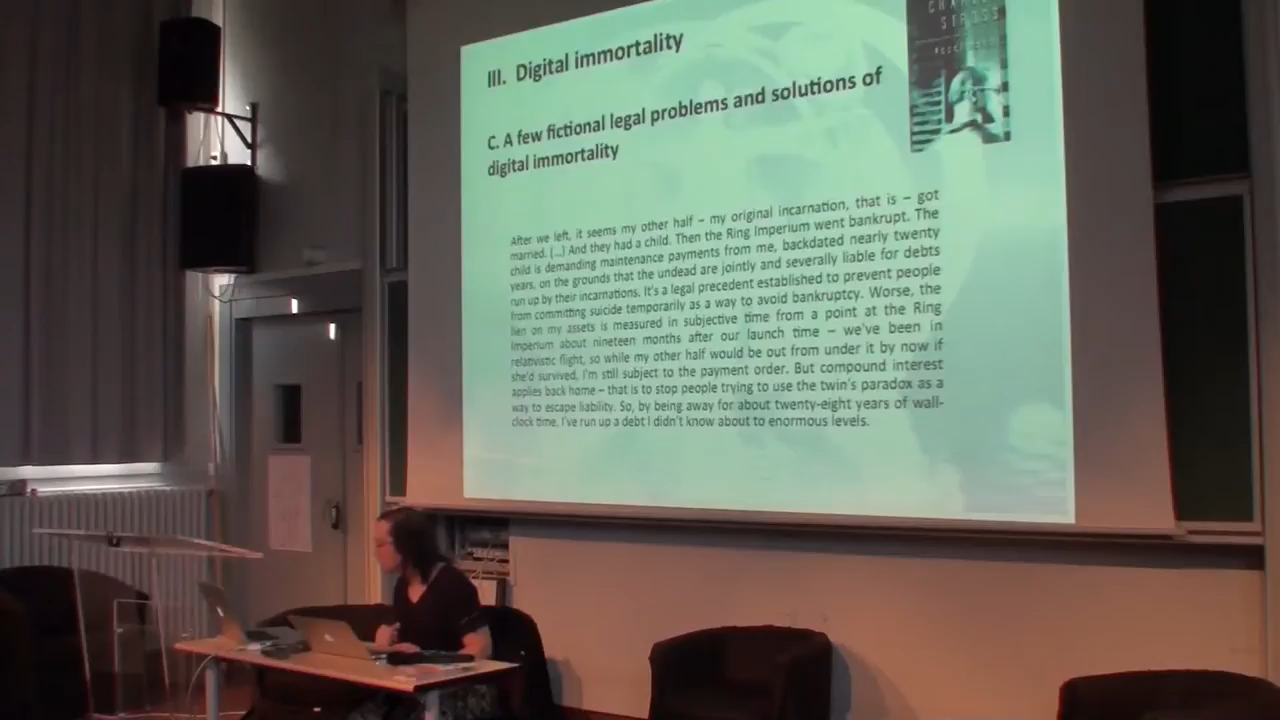 III. Digital immortality
C. A few fictional legal problems and solutions of
digital immortality
CHARLES
STROSS
After we left, it seems my other half – my original incarnation, that is – got
married. (...) And they had a child. Then the Ring Imperium went bankrupt. The
child is demanding maintenance payments from me, backdated nearly twenty
years, on the grounds that the undead are jointly and severally liable for debts
run up by their incarnations. It's a legal precedent established to prevent people
from committing suicide temporarily as a way to avoid bankruptcy. Worse, the
lien on my assets is measured in subjective time from a point at the Ring
Imperium about nineteen months after our launch time – we've been in
relativistic flight, so while my other half would be out from under it by now if
she'd survived, I'm still subject to the payment order. But compound interest
applies back home – that is to stop people trying to use the twin's paradox as a
way to escape liability. So, by being away for about twenty-eight years of wall-
clock time, I've run up a debt I didn't know about to enormous levels.